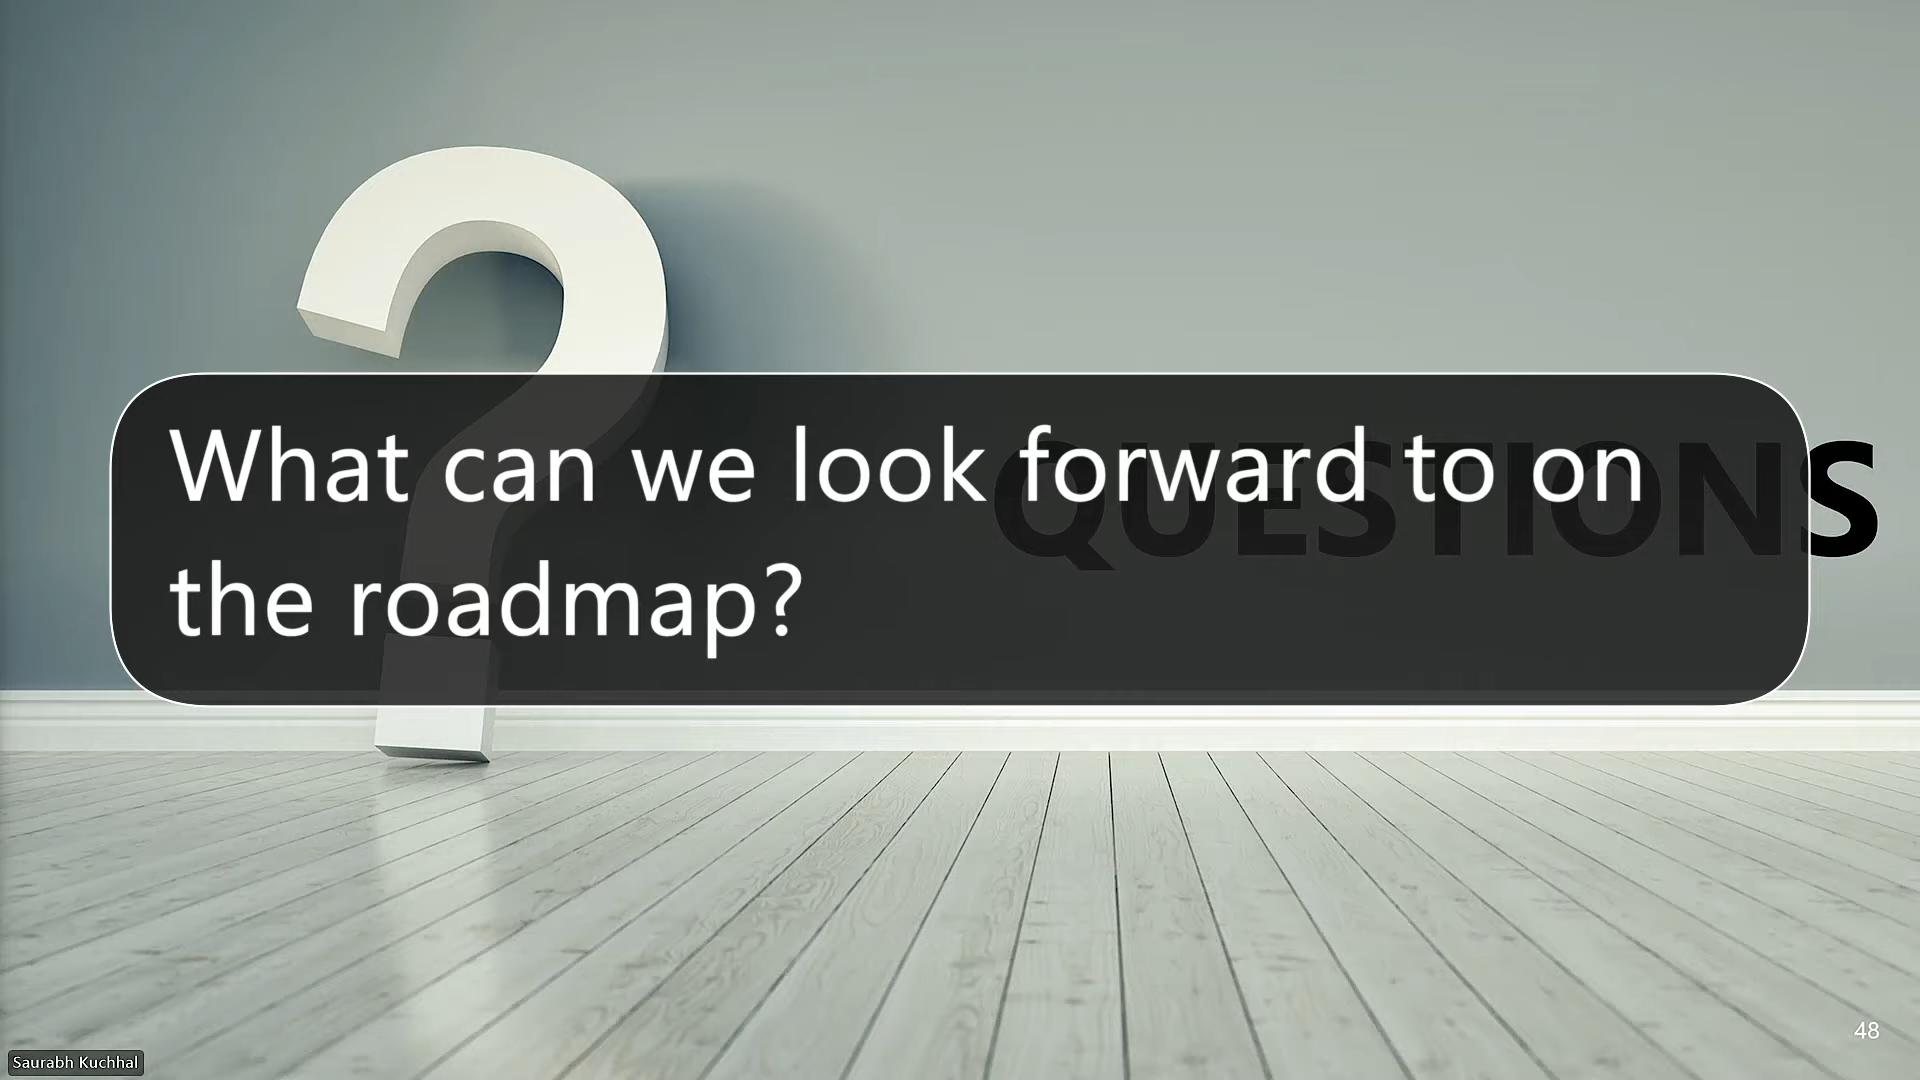 What can we look forward to on
the roadmap?
QUESTIONS
48
Saurabh Kuchhal